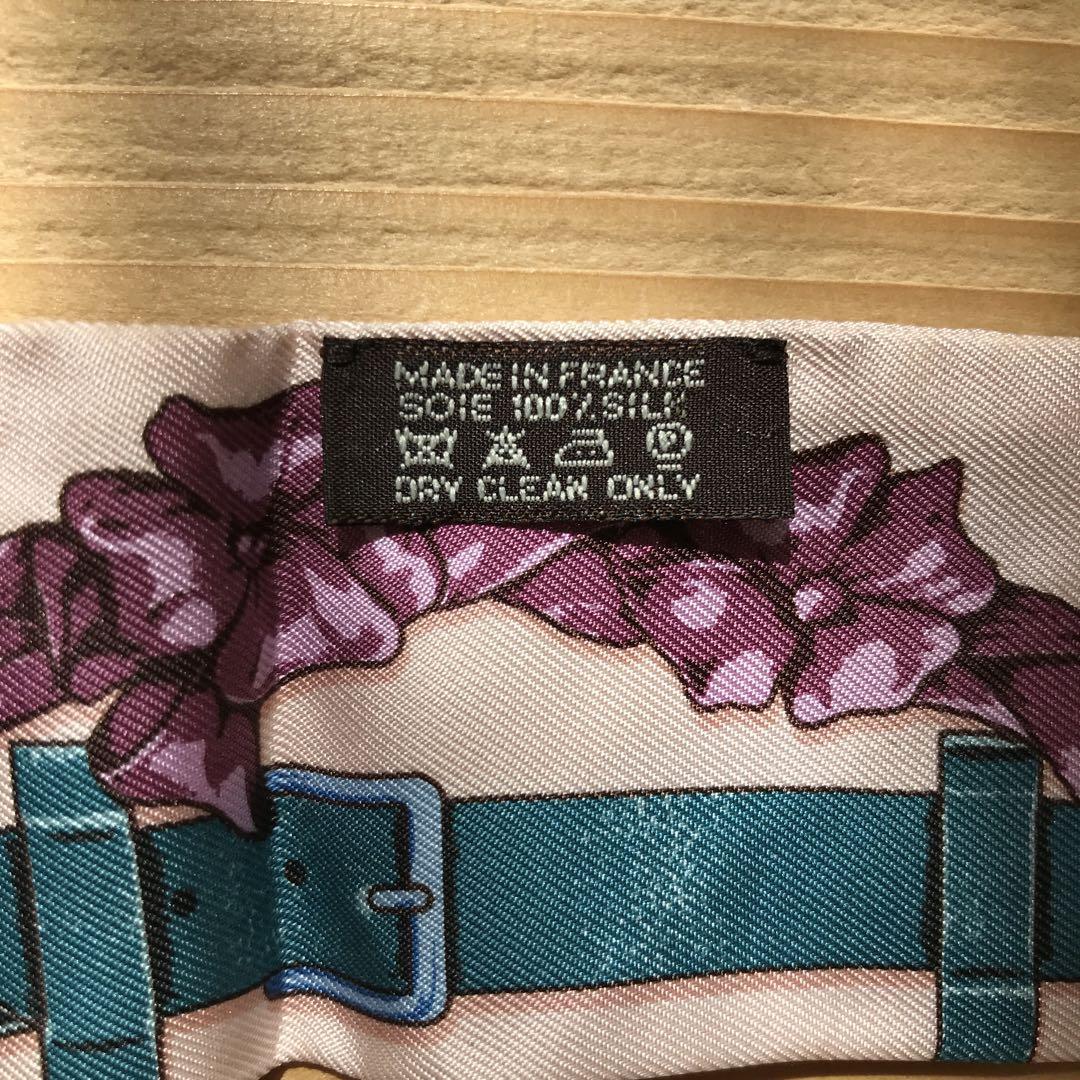 MADE IN FRANCE
SOIE 100% SILK
P
DRY CLEAN ONLY